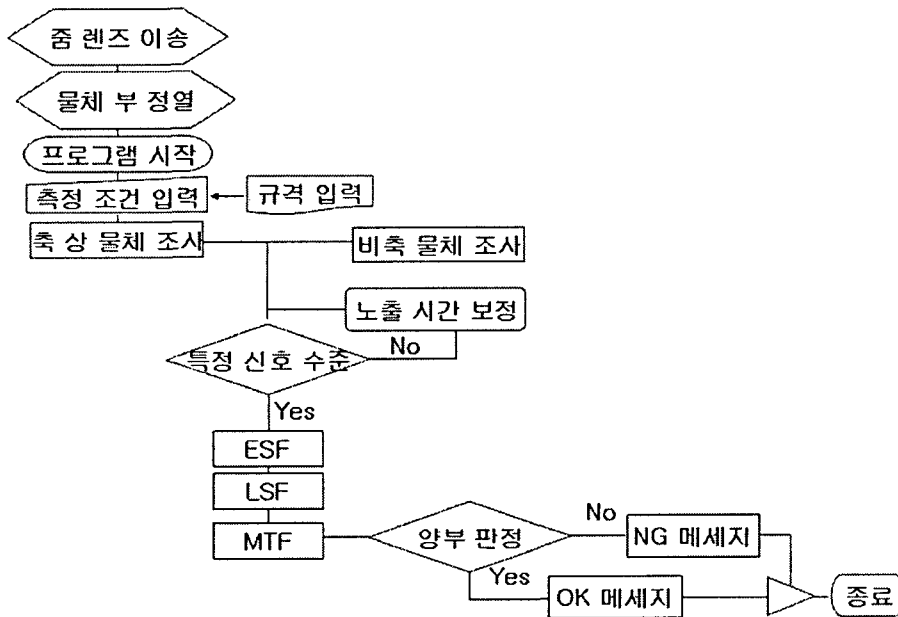 줌 렌즈 이송
물체 부 정열
프로그램 시작
측정 조건 입력
규격 입력
축 상 물체 조사
비축 물체 조사
노출 시간 보정
특정 신호 수준
No
Yes
ESF
LSF
MTF
양부 판정
No
NG 메세지
Yes
OK 메세지
종료